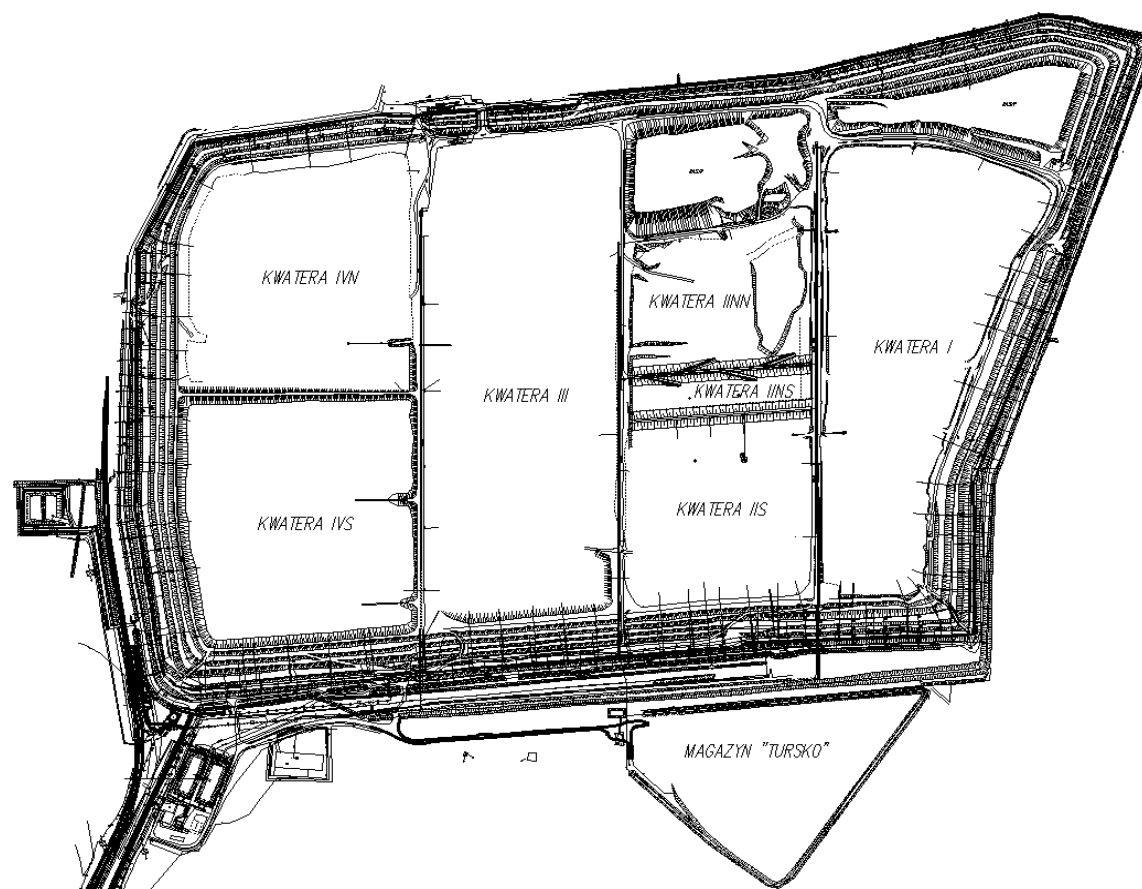 KWATERA IVN
KWATERA IINN
KWATERA I
KWATERA III
KWATERA IINS
KWATERA IVS
KWATERA IIS
MAGAZYN "TURSKO"